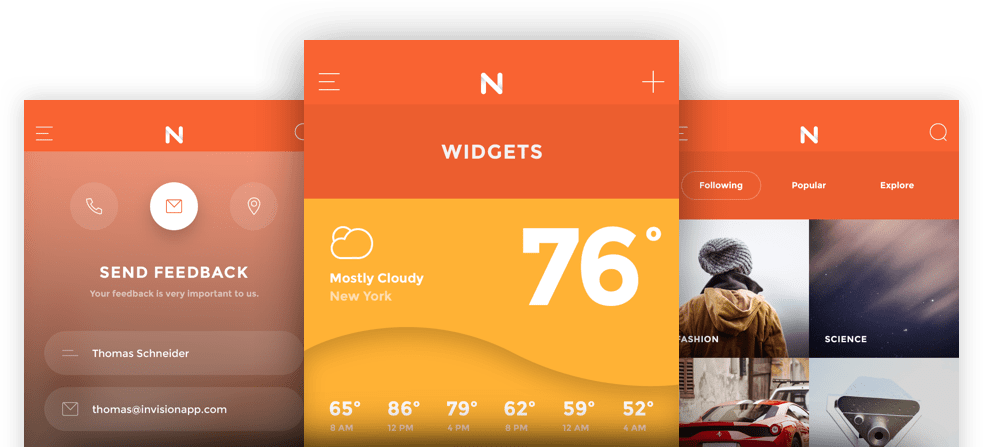 N
SEND FEEDBACK
Your feedback is very important to us.
Thomas Schneider
thomas@invisionapp.com
N
WIDGETS
Mostly Cloudy
New York
76°
65° 86° 79° 62° 59° 52°
8 AM 12 PM 4 PM 8 PM 12 AM 4 AM
N
Following Popular Explore
FASHION SCIENCE